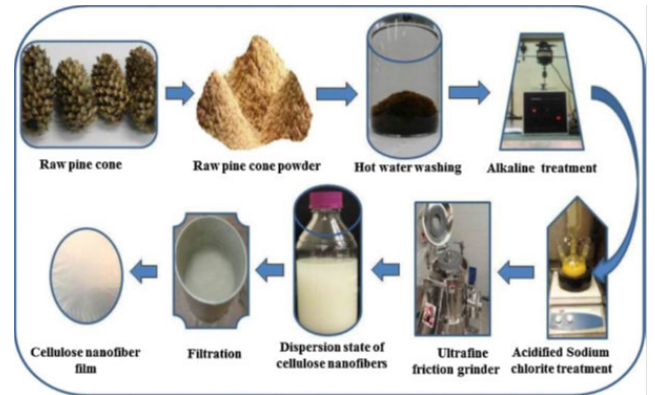 Raw pine cone
Raw pine cone powder
Hot water washing
Alkaline treatment
Cellulose nanofiber
film
Filtration
Dispersion state of
cellulose nanofibers
Ultrafine
friction grinder
Acidified Sodium
chlorite treatment